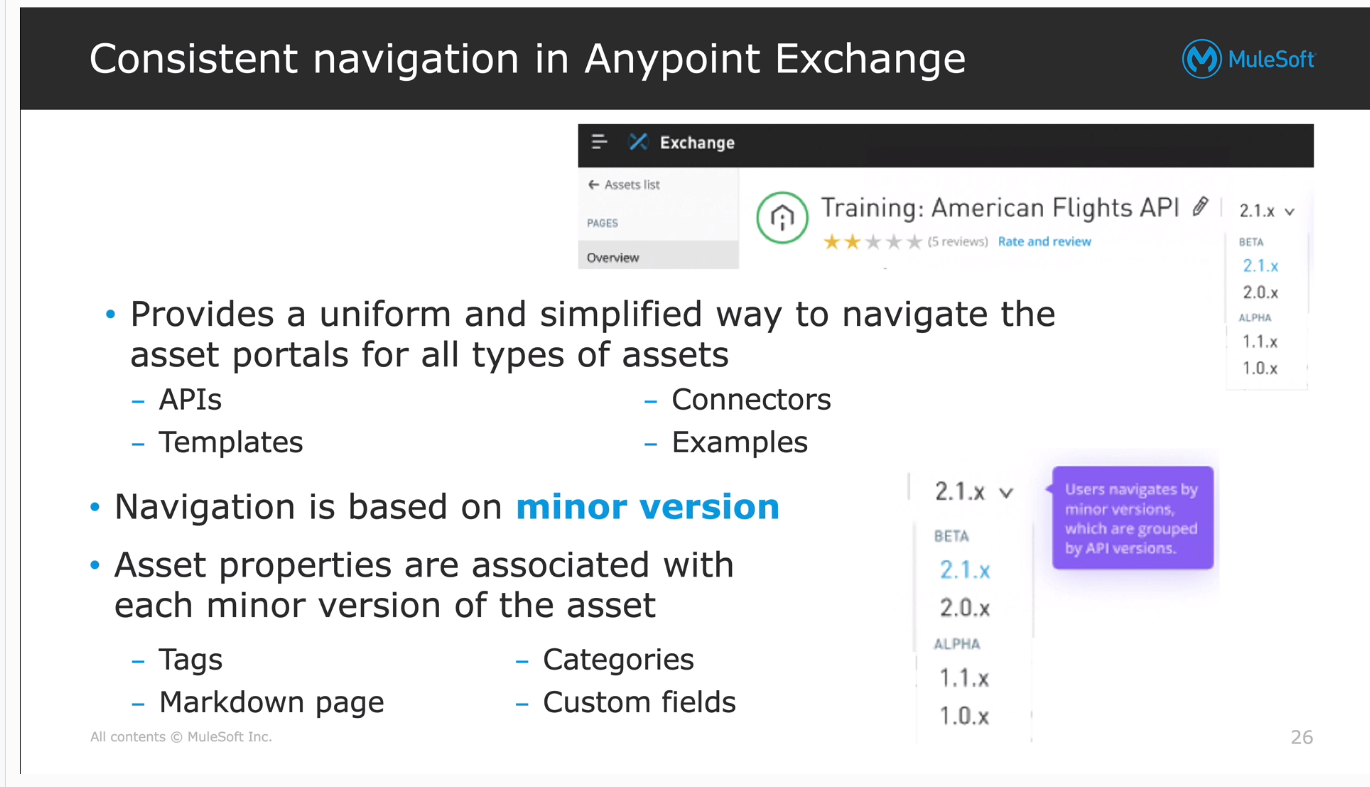 Consistent navigation in Anypoint Exchange
MuleSoft
Exchange
← Assets list
PAGES
Overview
Training: American Flights API
(5 reviews) Rate and review
2.1.x
BETA
2.1.x
2.0.x
ALPHA
1.1.x
1.0.x
• Provides a uniform and simplified way to navigate the
asset portals for all types of assets
– APIs
– Connectors
– Templates
– Examples
• Navigation is based on minor version
• Asset properties are associated with
each minor version of the asset
– Tags
– Categories
– Markdown page
– Custom fields
2.1.x
BETA
2.1.x
2.0.x
ALPHA
1.1.x
1.0.x
Users navigates by
minor versions,
which are grouped
by API versions.
All contents © MuleSoft Inc.
26